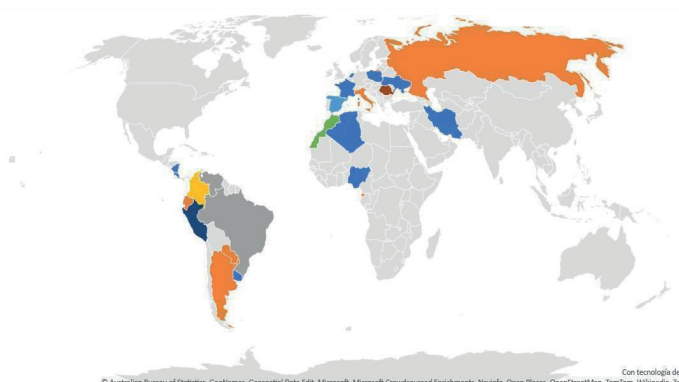 Con tecnología de
© Australian Bureau of Statistics, GeoNames, Geospatial Data Edit, Microsoft, Microsoft Crowdsourced Enrichments, Navinfo, Open Places, OpenStreetMap, TomTom, Wikipedia,